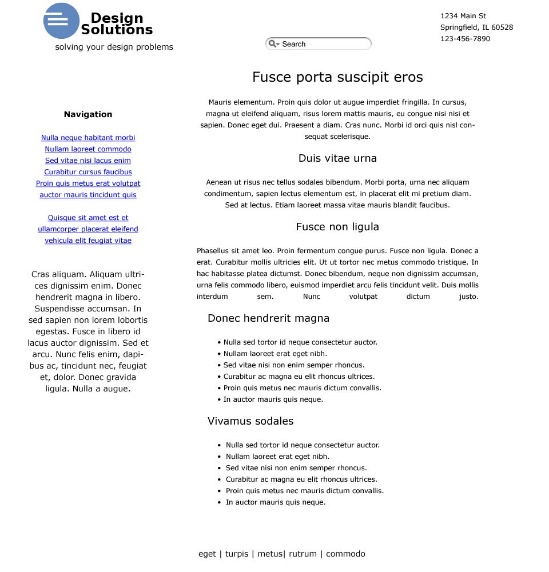 Design
Solutions
solving your design problems
1234 Main St
Springfield, IL 60528
123-456-7890
Search
Navigation
Nulla neque habitant morbi
Nullam laoreet commodo
Sed vitae nisi lacus enim
Curabitur cursus faucibus
Proin quis metus erat volutpat
auctor mauris tincidunt quis
Quisque sit amet est et
ullamcorper placerat eleifend
vehicula elit feugiat vitae
Cras aliquam. Aliquam ultri-
ces dignissim enim. Donec
hendrerit magna in libero.
Suspendisse accumsan. In
sed sapien non lorem lobortis
egestas. Fusce in libero id
lacus auctor dignissim. Sed et
arcu. Nunc felis enim, dapi-
bus ac, tincidunt nec, feugiat
et, dolor. Donec gravida
ligula. Nulla a augue.
Fusce porta suscipit eros
Mauris elementum. Proin quis dolor ut augue imperdiet fringilla. In cursus,
magna ut eleifend aliquam, risus lorem mattis mauris, eu congue nisi nisi et
sapien. Donec eget dui. Praesent a diam. Cras nunc. Morbi id orci quis nisl con-
sequat scelerisque.
Duis vitae urna
Aenean ut risus nec tellus sodales bibendum. Morbi porta, urna nec aliquam
condimentum, sapien lectus elementum est, in placerat elit mi pretium diam.
Sed at lectus. Etiam laoreet massa vitae mauris blandit faucibus.
Fusce non ligula
Phasellus sit amet leo. Proin fermentum congue purus. Fusce non ligula. Donec a
erat. Curabitur mollis ultricies elit. Ut ut tortor nec metus commodo tristique. In
hac habitasse platea dictumst. Donec bibendum, neque non dignissim accumsan,
urna felis commodo libero, euismod imperdiet arcu felis tincidunt velit. Duis mollis
interdum sem. Nunc volutpat dictum justo.
Donec hendrerit magna
• Nulla sed tortor id neque consectetur auctor.
• Nullam laoreet erat eget nibh.
• Sed vitae nisi non enim semper rhoncus.
• Curabitur ac magna eu elit rhoncus ultrices.
• Proin quis metus nec mauris dictum convallis.
• In auctor mauris quis neque.
Vivamus sodales
• Nulla sed tortor id neque consectetur auctor.
• Nullam laoreet erat eget nibh.
• Sed vitae nisi non enim semper rhoncus.
• Curabitur ac magna eu elit rhoncus ultrices.
• Proin quis metus nec mauris dictum convallis.
• In auctor mauris quis neque.
eget | turpis | metus| rutrum | commodo